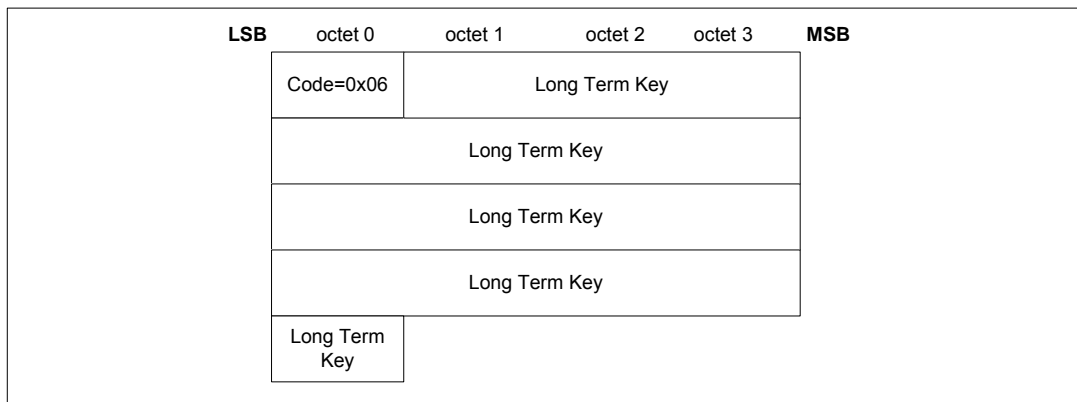 LSB octet 0 octet 1 octet 2 octet 3 MSB
Code=0x06 Long Term Key
Long Term Key
Long Term Key
Long Term Key
Long Term
Key